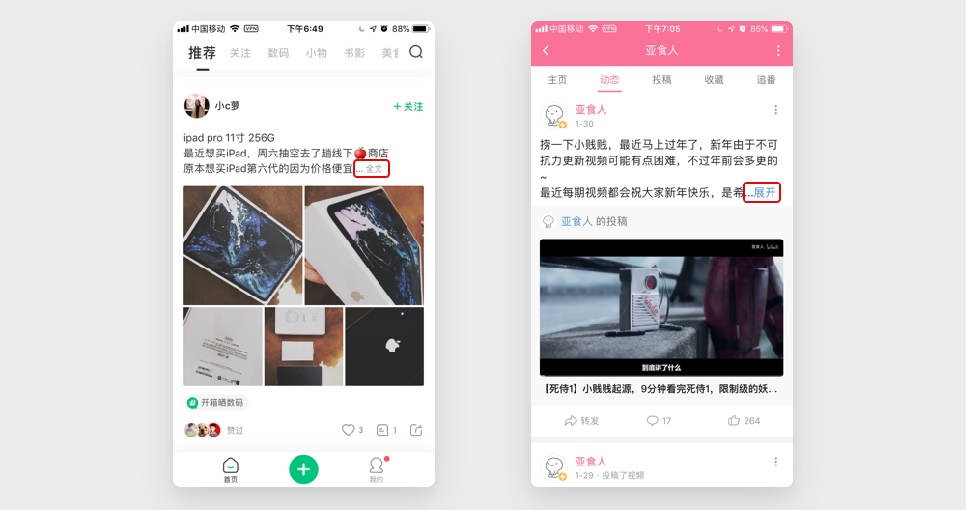 中国移动 VPN 下午6:49 88%
推荐 关注 数码 小物 书影 美食
小c萝
+关注
ipad pro 11寸 256G
最近想买iPad，周六抽空去了趟线下🍎商店
原本想买iPad第六代的因为价格便宜... 全文
# 开箱晒数码
赞过 3 1
首页 + 我的
中国移动 VPN 下午7:05 85%
亚食人
主页 动态 投稿 收藏 追番
亚食人
1-30
捞一下小贱贱，最近马上过年了，新年由于不可
抗力更新视频可能有点困难，不过年前会多更的
~
最近每期视频都会祝大家新年快乐，是希...展开
亚食人 的投稿
亚食人 bilibili
到底讲了什么
【死侍1】小贱贱起源，9分钟看完死侍1，限制级的妖...
转发 17 264
亚食人
1-29 · 投稿了视频